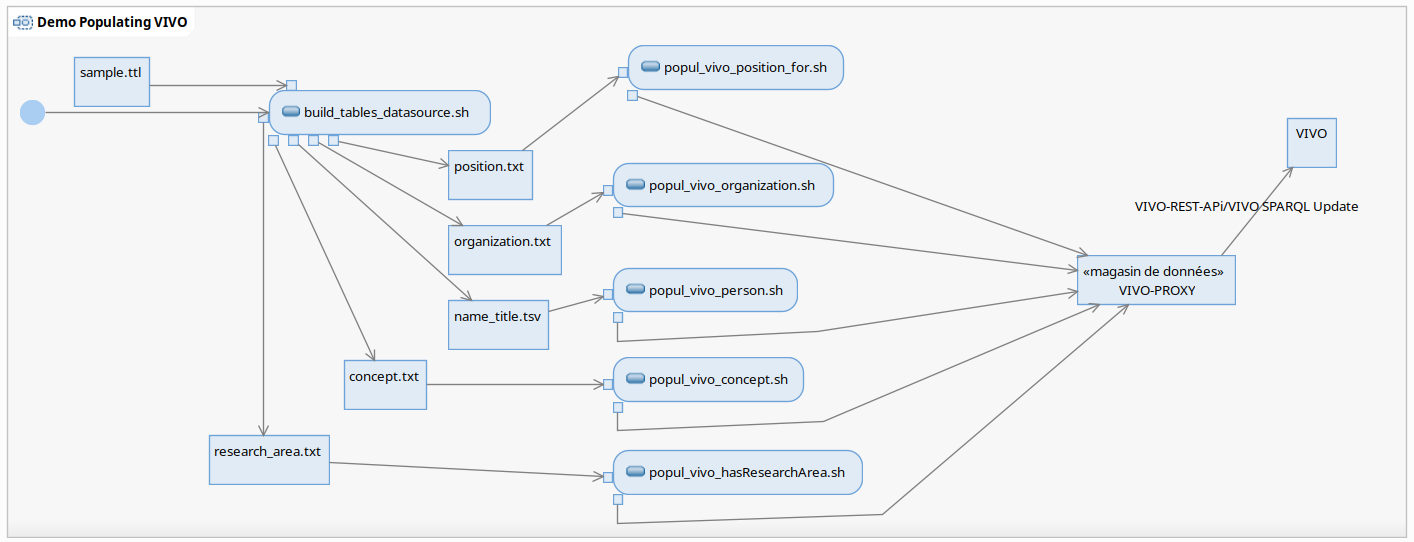 Demo Populating VIVO
sample.ttl
build_tables_datasource.sh
popul_vivo_position_for.sh
position.txt
popul_vivo_organization.sh
organization.txt
popul_vivo_person.sh
name_title.tsv
concept.txt
popul_vivo_concept.sh
research_area.txt
popul_vivo_hasResearchArea.sh
VIVO
VIVO-REST-APi/VIVO SPARQL Update
«magasin de données»
VIVO-PROXY